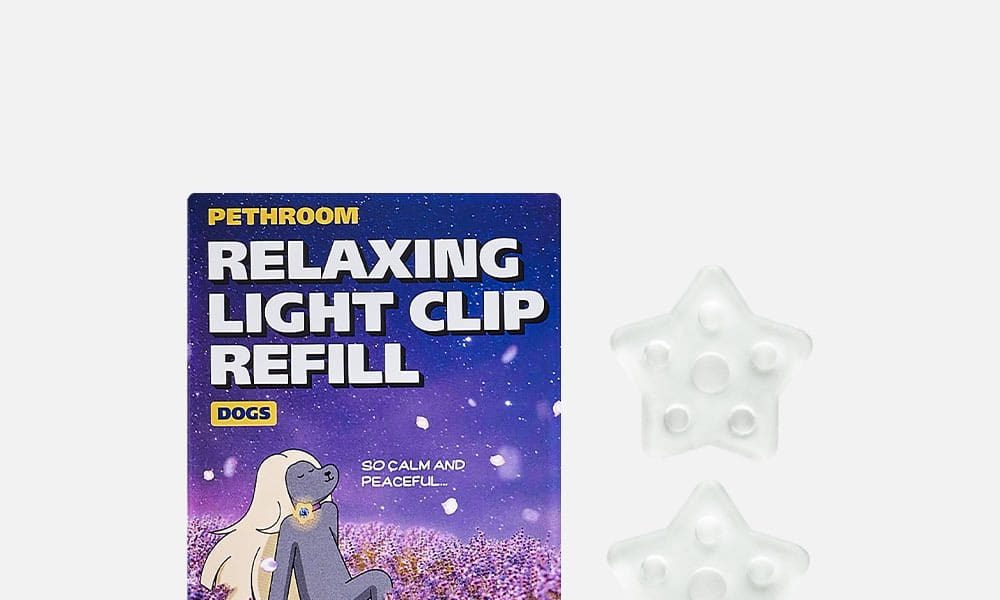 PETHROOM
RELAXING
LIGHT CLIP
REFILL
DOGS
SO CALM AND
PEACEFUL...